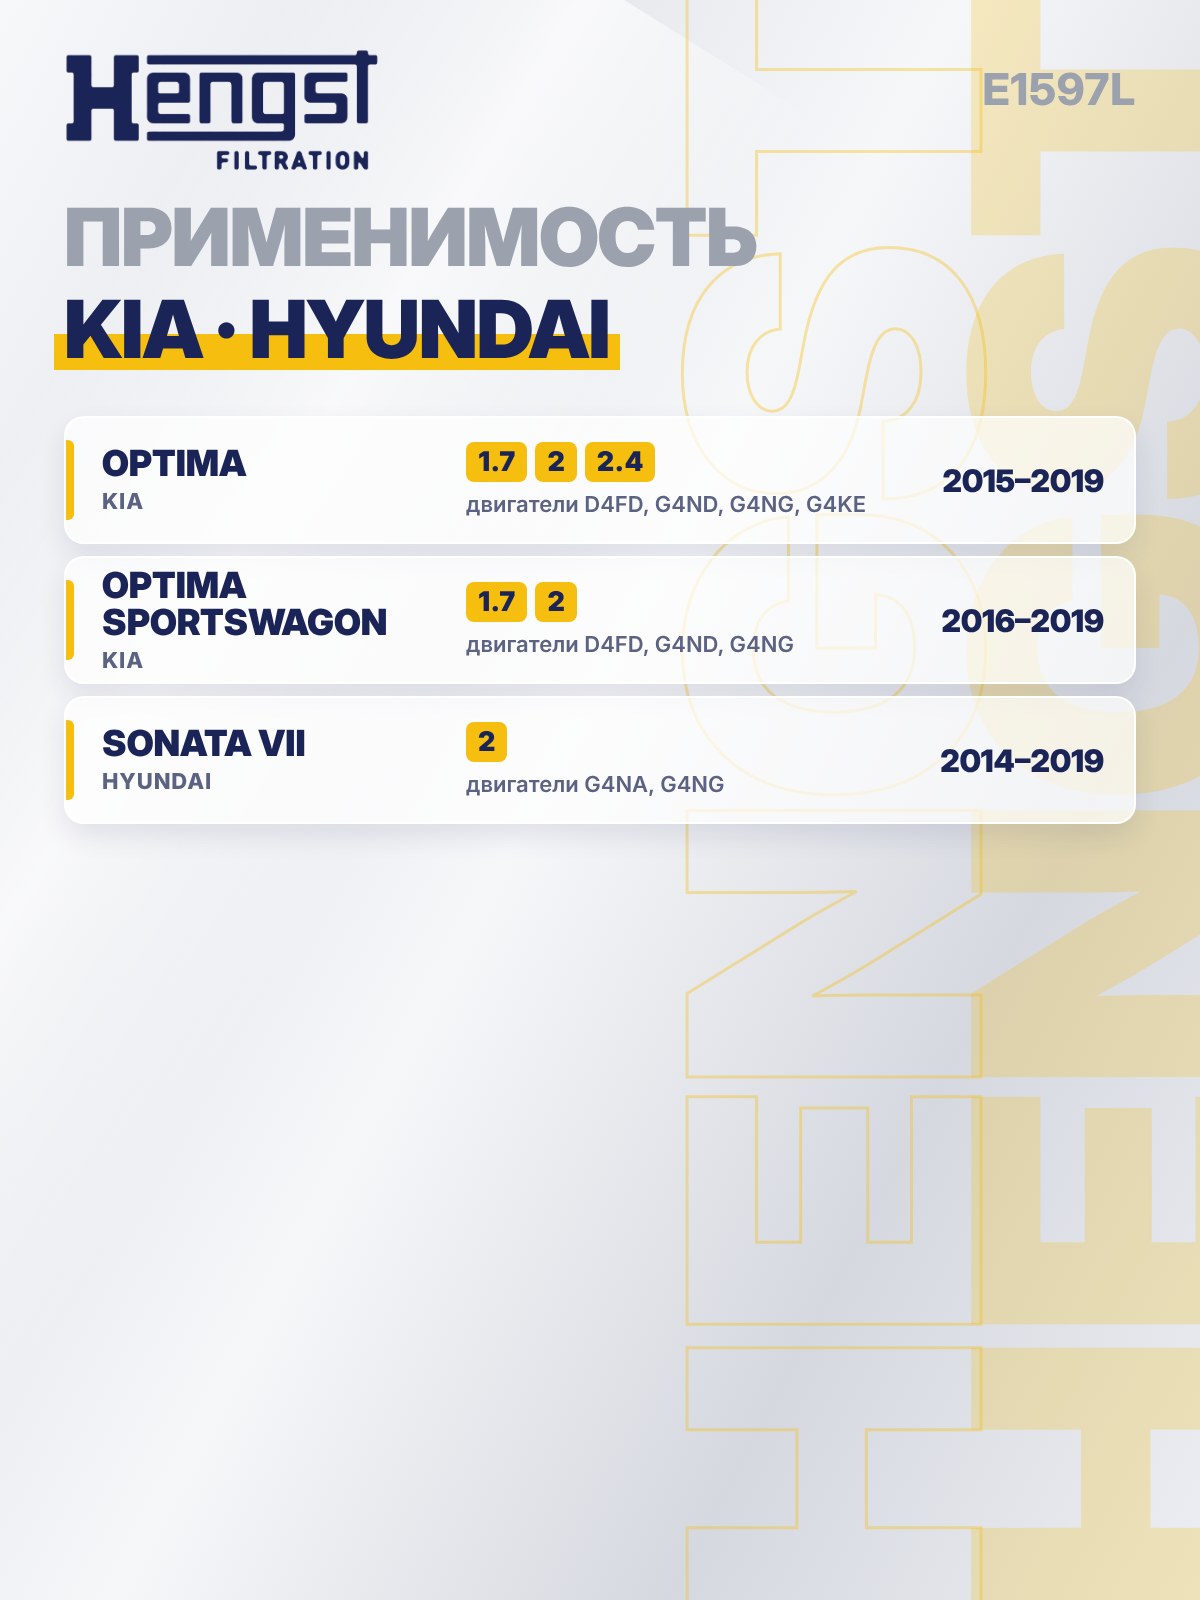 Hengst
FILTRATION
E1597L
ПРИМЕНИМОСТЬ
KIA · HYUNDAI
OPTIMA
KIA
1.7 2 2.4
двигатели D4FD, G4ND, G4NG, G4KE
2015–2019
OPTIMA
SPORTSWAGON
KIA
1.7 2
двигатели D4FD, G4ND, G4NG
2016–2019
SONATA VII
HYUNDAI
2
двигатели G4NA, G4NG
2014–2019
HENGST
HENGST